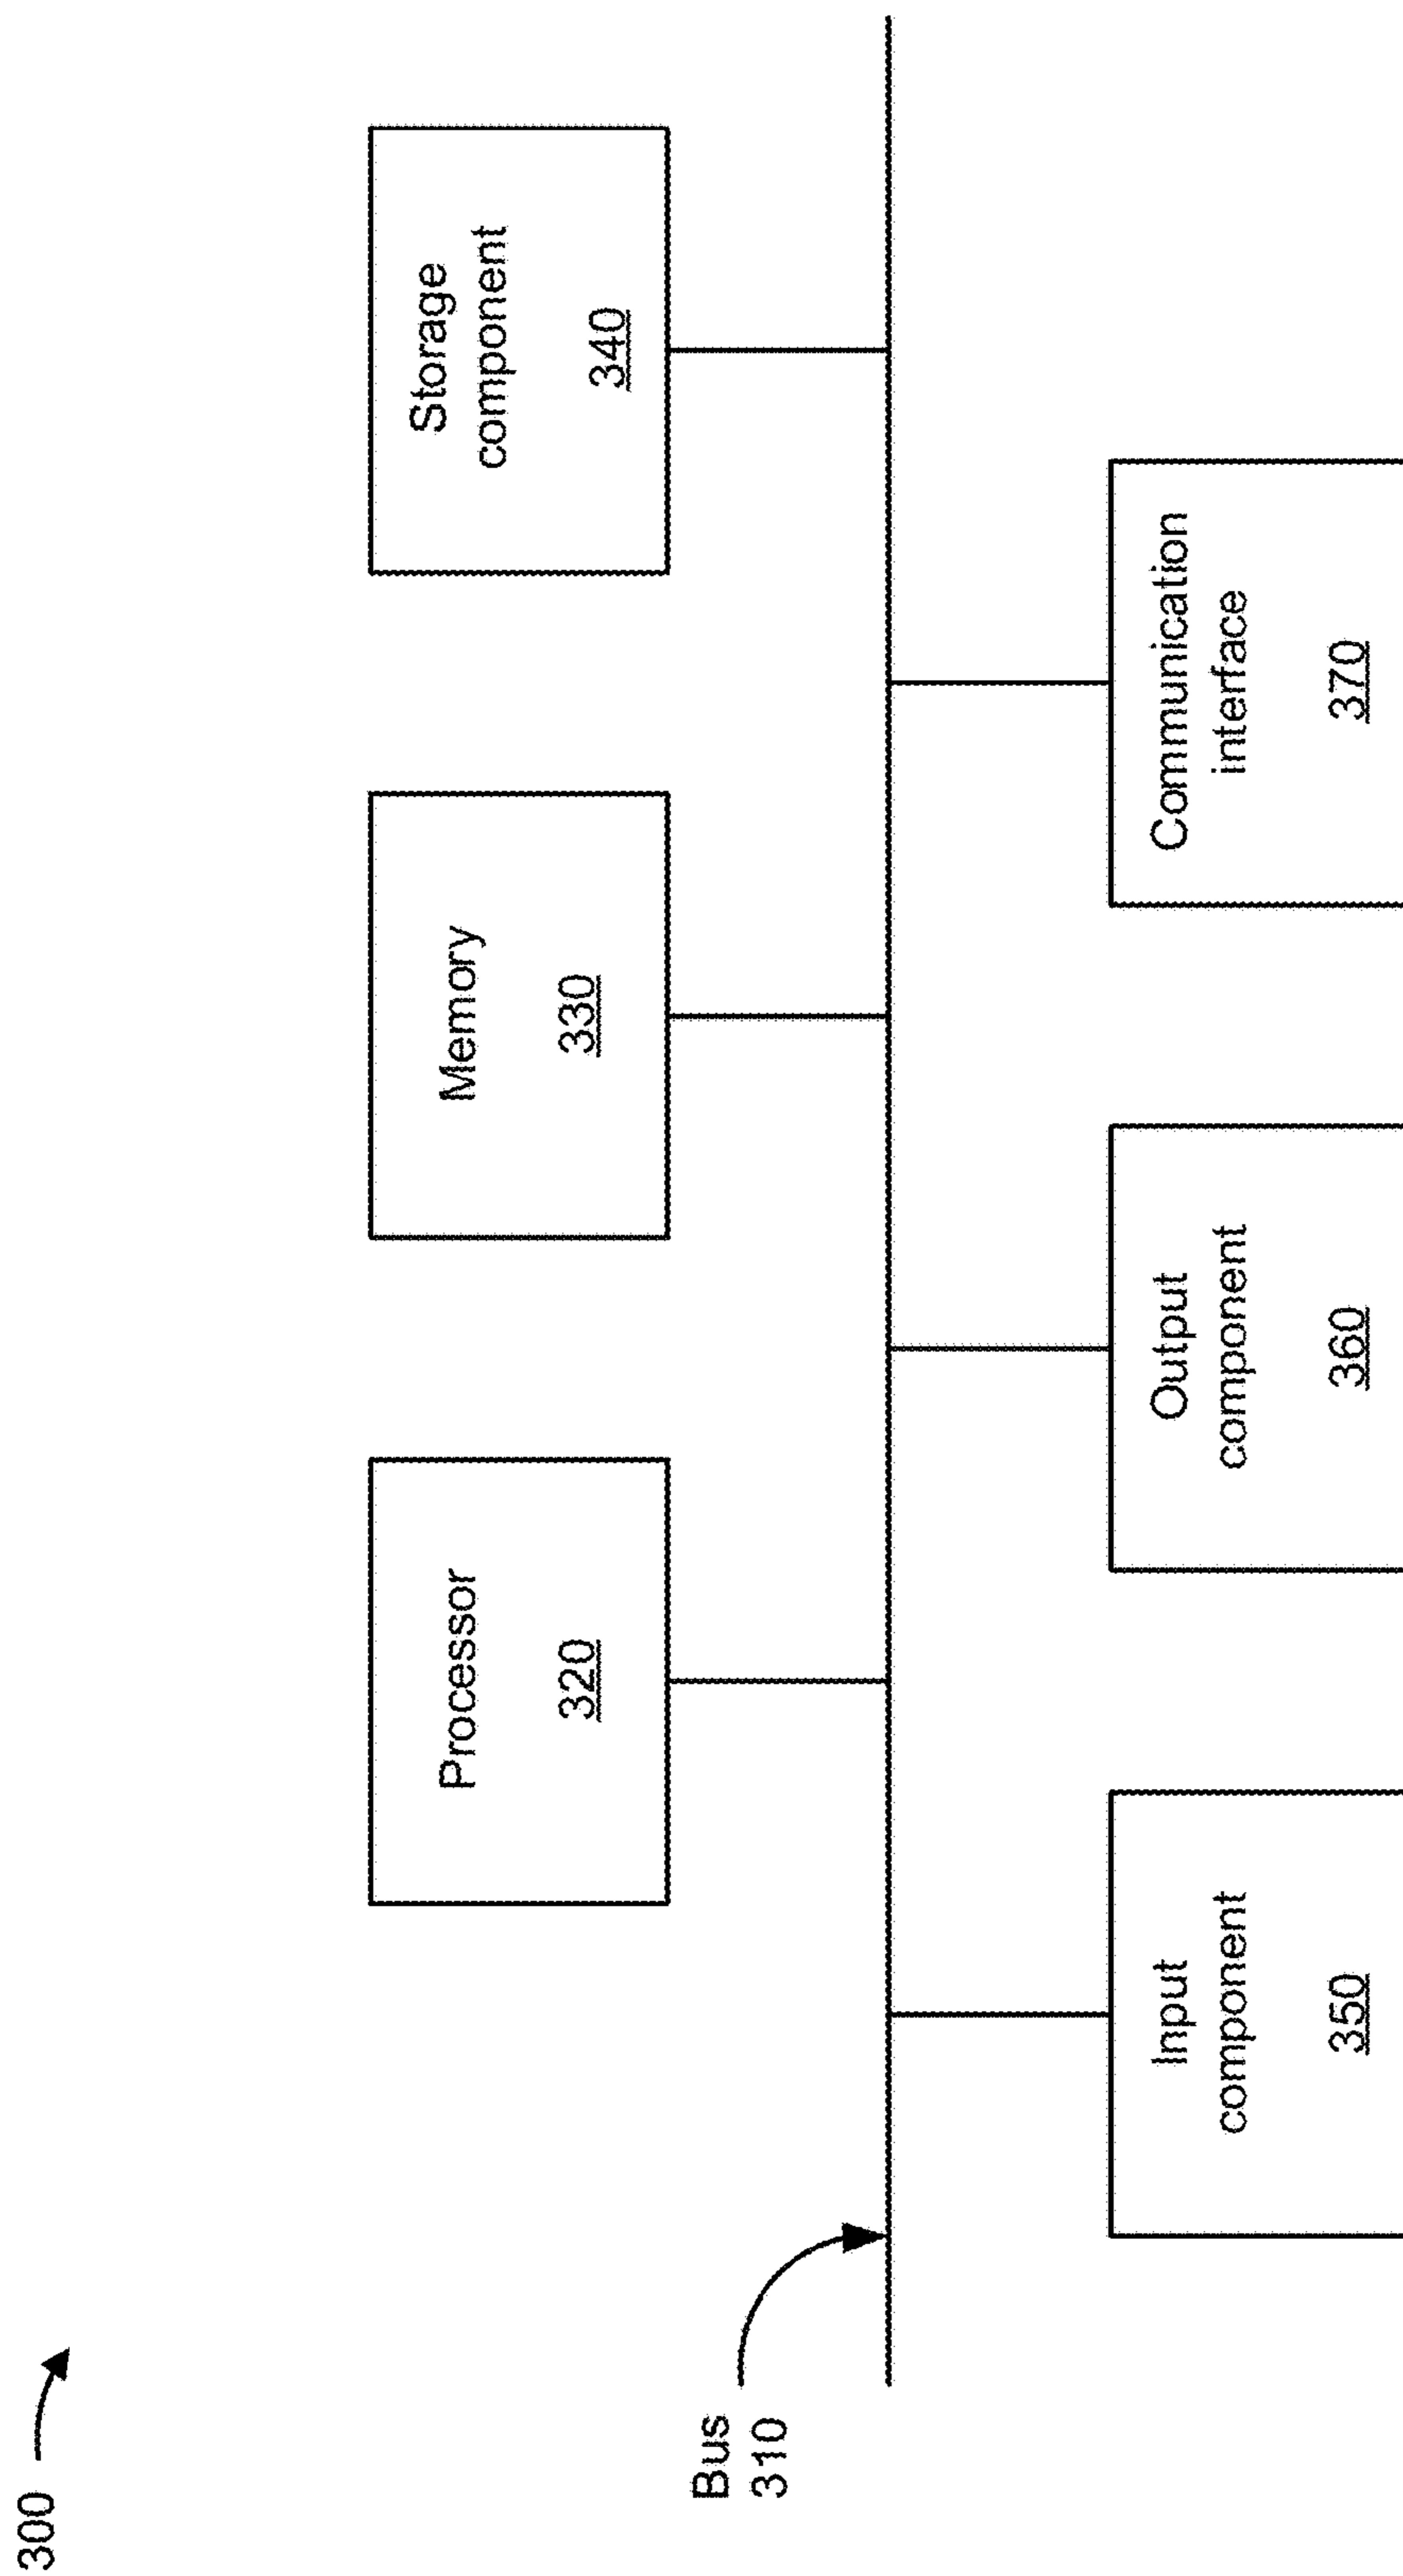 300
Processor
320
Memory
330
Storage
component
340
Bus
310
Input
component
350
Output
component
360
Communication
interface
370